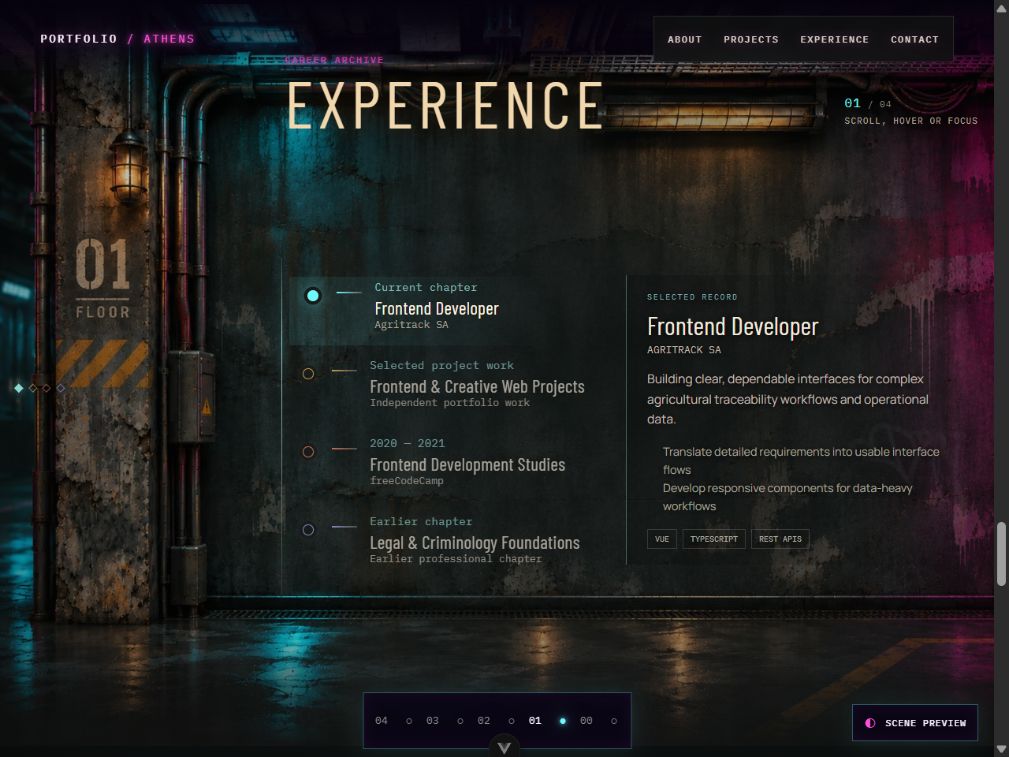 PORTFOLIO / ATHENS
ABOUT PROJECTS EXPERIENCE CONTACT
CAREER ARCHIVE
EXPERIENCE
01 / 04
SCROLL, HOVER OR FOCUS
01
FLOOR
Current chapter
Frontend Developer
Agritrack SA
Selected project work
Frontend & Creative Web Projects
Independent portfolio work
2020 — 2021
Frontend Development Studies
freeCodeCamp
Earlier chapter
Legal & Criminology Foundations
Earlier professional chapter
SELECTED RECORD
Frontend Developer
AGRITRACK SA
Building clear, dependable interfaces for complex
agricultural traceability workflows and operational
data.
Translate detailed requirements into usable interface
flows
Develop responsive components for data-heavy
workflows
VUE TYPESCRIPT REST APIS
04 03 02 01 00
SCENE PREVIEW